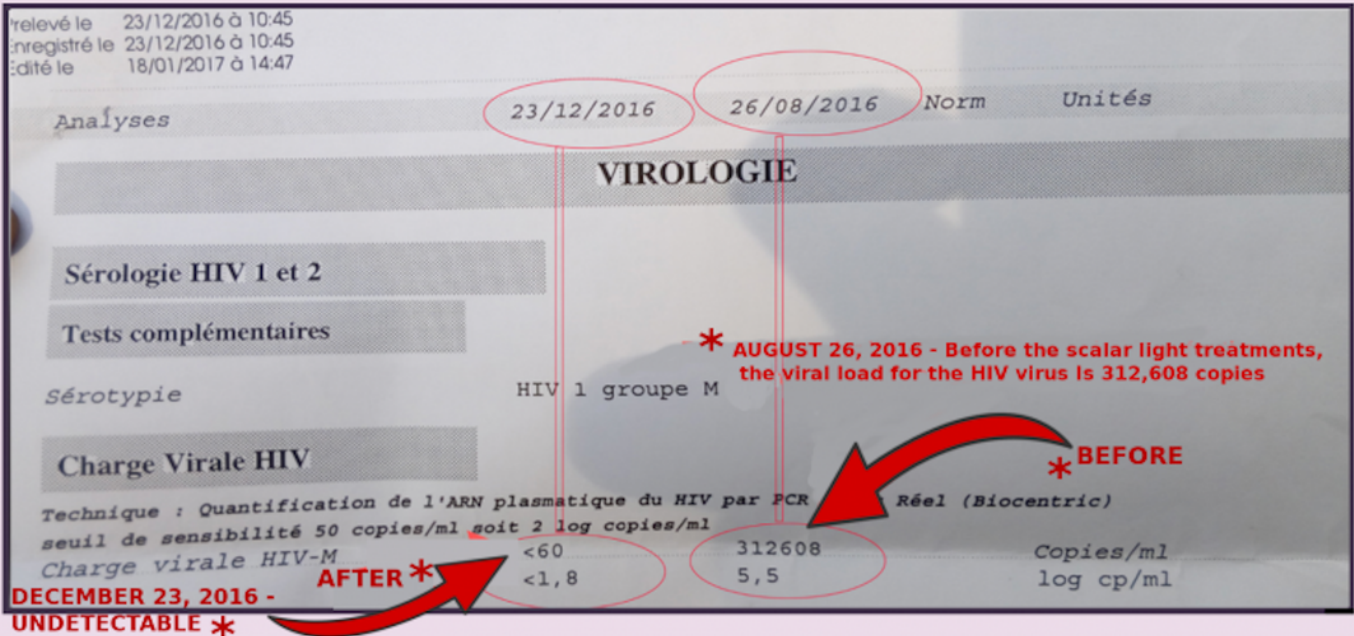 relevé le 23/12/2016 à 10:45
nregistré le 23/12/2016 à 10:45
dité le 18/01/2017 à 14:47
Analyses 23/12/2016 26/08/2016 Norm Unités
VIROLOGIE
Sérologie HIV 1 et 2
Tests complémentaires
* AUGUST 26, 2016 - Before the scalar light treatments,
the viral load for the HIV virus is 312,608 copies
Sérotypie HIV 1 groupe M
* BEFORE
Charge Virale HIV
Technique : Quantification de l'ARN plasmatique du HIV par PCR Réel (Biocentric)
seuil de sensibilité 50 copies/ml soit 2 log copies/ml
Charge virale HIV-M <60 312608 Copies/ml
AFTER *
<1,8 5,5 log cp/ml
DECEMBER 23, 2016 -
UNDETECTABLE *